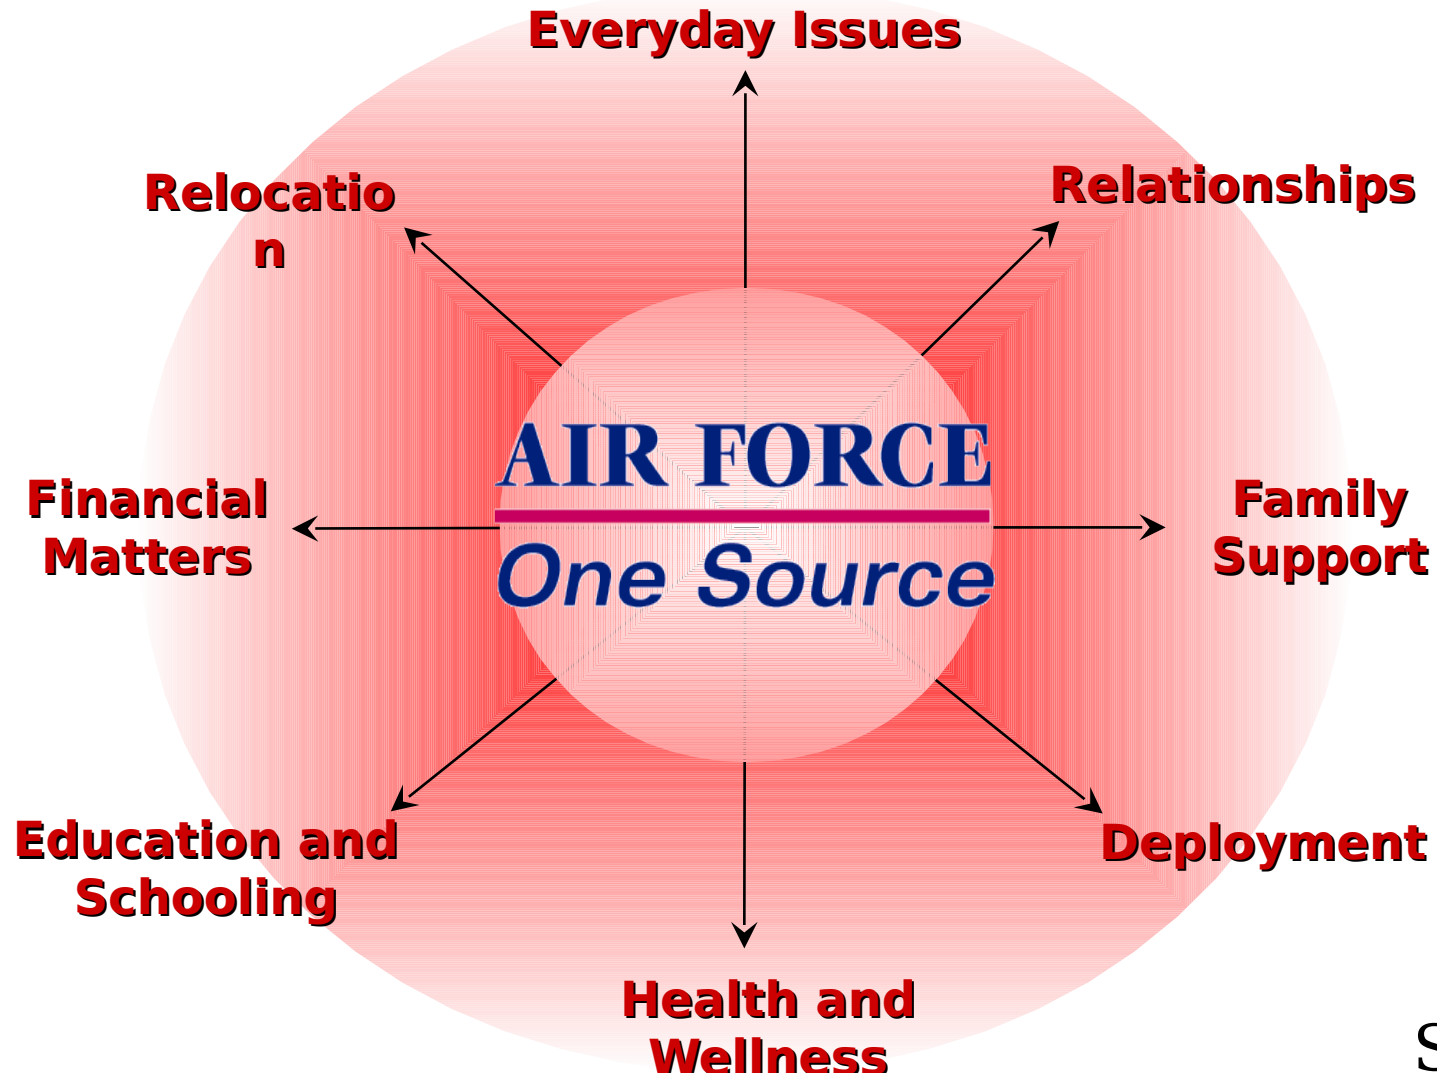 Everyday Issues
Relocatio
n
Relationships
AIR FORCE
One Source
Financial
Matters
Family
Support
Education and
Schooling
Deployment
Health and
Wellness
S